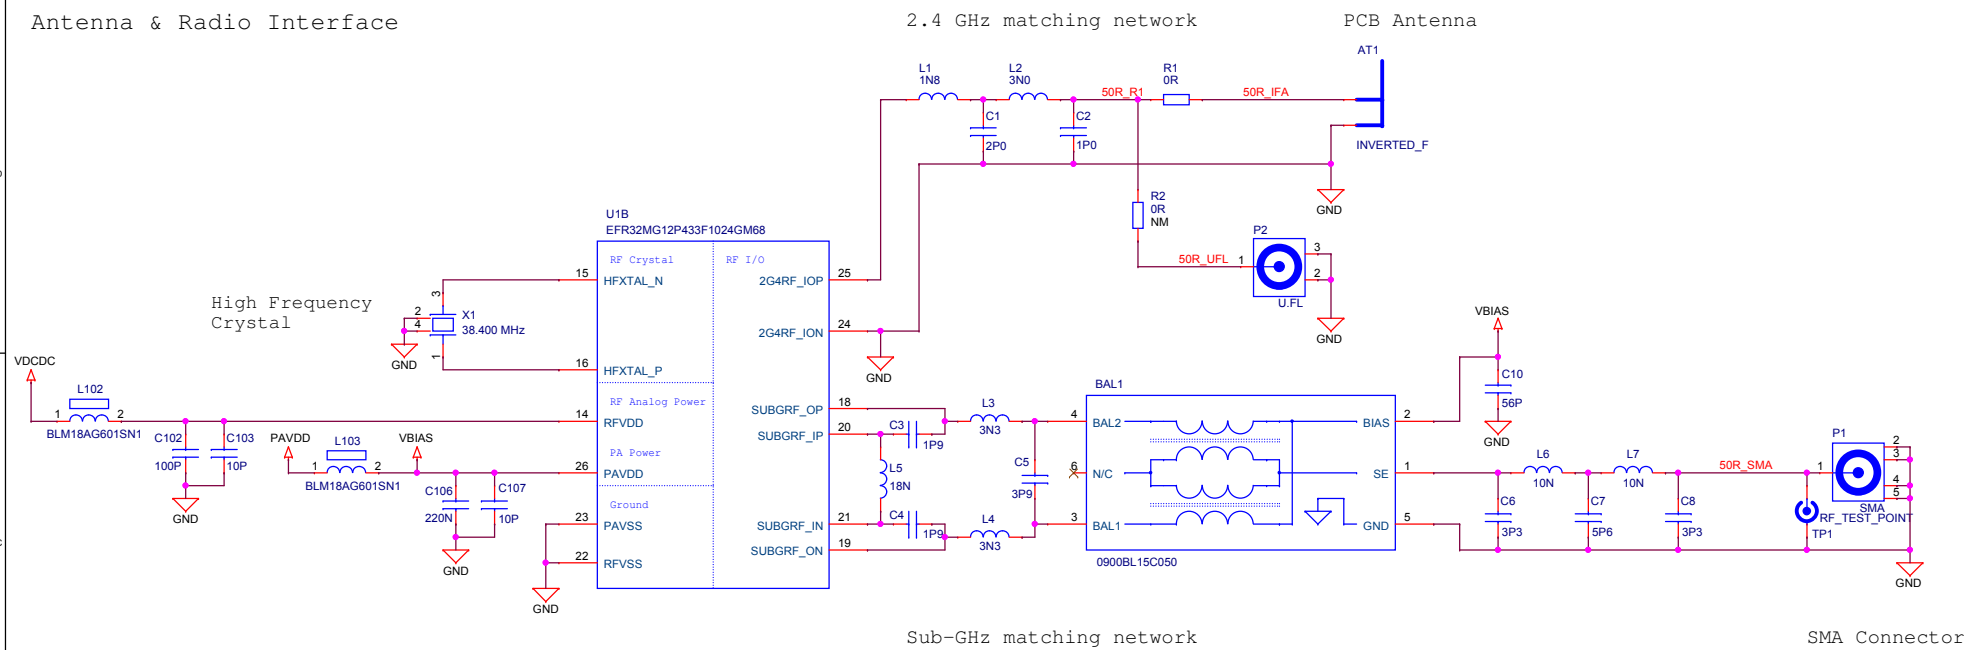 Antenna & Radio Interface
2.4 GHz matching network
PCB Antenna
AT1
L1
1N8
L2
3N0
50R_R1
R1
0R
50R_IFA
C1
2P0
C2
1P0
INVERTED_F
GND
R2
0R
NM
50R_UFL
P2
1
3
2
U.FL
GND
U1B
EFR32MG12P433F1024GM68
RF Crystal
RF I/O
15
HFXTAL_N
2G4RF_IOP
25
High Frequency
Crystal
3
2
4
1
X1
38.400 MHz
GND
2G4RF_ION
24
GND
16
HFXTAL_P
VDCDC
L102
1
2
BLM18AG601SN1
C102
100P
C103
10P
GND
RF Analog Power
14
RFVDD
SUBGRF_OP
18
SUBGRF_IP
20
PAVDD
L103
1
2
BLM18AG601SN1
VBIAS
PA Power
26
PAVDD
C106
220N
C107
10P
GND
Ground
23
PAVSS
22
RFVSS
GND
SUBGRF_IN
21
SUBGRF_ON
19
C3
1P9
L5
18N
C4
1P9
L3
3N3
L4
3N3
C5
3P9
BAL1
4
BAL2
6
N/C
3
BAL1
BIAS
2
SE
1
GND
5
0900BL15C050
VBIAS
C10
56P
GND
L6
10N
L7
10N
50R_SMA
C6
3P3
C7
5P6
C8
3P3
P1
1
2
3
4
5
SMA
RF_TEST_POINT
TP1
GND
Sub-GHz matching network
SMA Connector